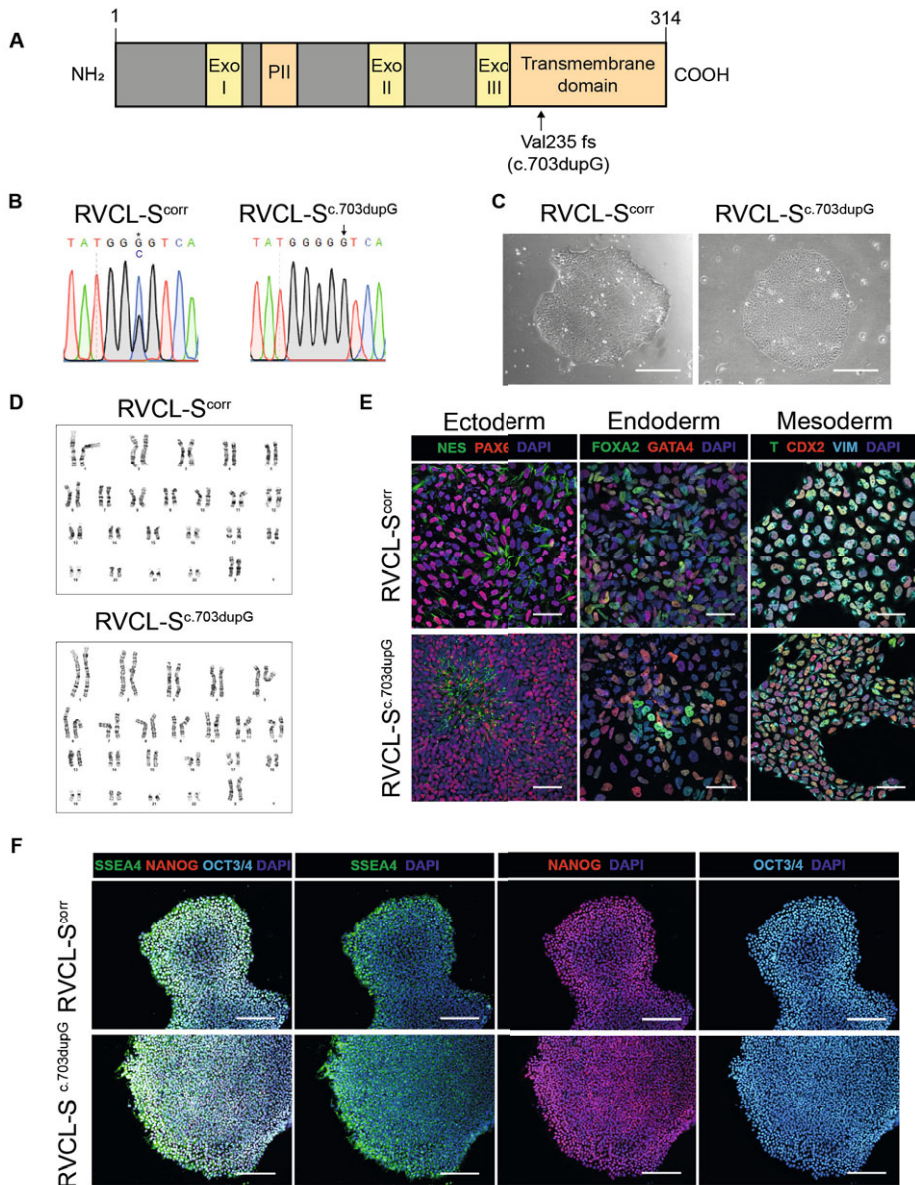 A
1
314
NH₂
Exo
I
PII
Exo
II
Exo
III
Transmembrane
domain
COOH
Val235 fs
(c.703dupG)
B
RVCL-Scorr
*
T A T G G G G T C A
C
RVCL-Sc.703dupG
T A T G G G G G T C A
C
RVCL-Scorr
RVCL-Sc.703dupG
D
RVCL-Scorr
RVCL-Sc.703dupG
E
Ectoderm
Endoderm
Mesoderm
NES PAX6 DAPI
FOXA2 GATA4 DAPI
T CDX2 VIM DAPI
RVCL-Scorr
RVCL-Sc.703dupG
F
SSEA4 NANOG OCT3/4 DAPI
SSEA4 DAPI
NANOG DAPI
OCT3/4 DAPI
RVCL-Scorr
RVCL-S c.703dupG